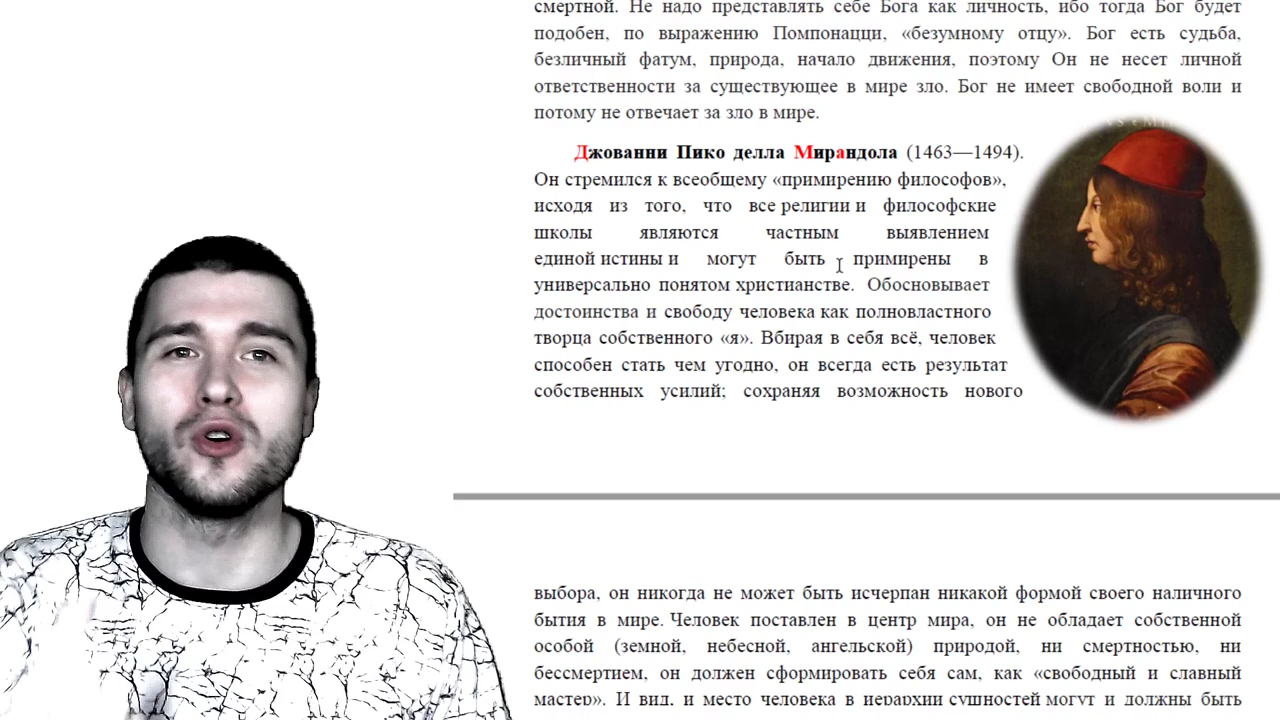 смертной. Не надо представлять себе Бога как личность, ибо тогда Бог будет
подобен, по выражению Помпонацци, «безумному отцу». Бог есть судьба,
безличный фатум, природа, начало движения, поэтому Он не несет личной
ответственности за существующее в мире зло. Бог не имеет свободной воли и
потому не отвечает за зло в мире.
Джованни Пико делла Мирандола (1463—1494).
Он стремился к всеобщему «примирению философов»,
исходя из того, что все религии и философские
школы являются частным выявлением
единой истины и могут быть примирены в
универсально понятом христианстве. Обосновывает
достоинства и свободу человека как полновластного
творца собственного «я». Вбирая в себя всё, человек
способен стать чем угодно, он всегда есть результат
собственных усилий; сохраняя возможность нового
выбора, он никогда не может быть исчерпан никакой формой своего наличного
бытия в мире. Человек поставлен в центр мира, он не обладает собственной
особой (земной, небесной, ангельской) природой, ни смертностью, ни
бессмертием, он должен сформировать себя сам, как «свободный и славный
мастер». И вид, и место человека в иерархии сущностей могут и должны быть